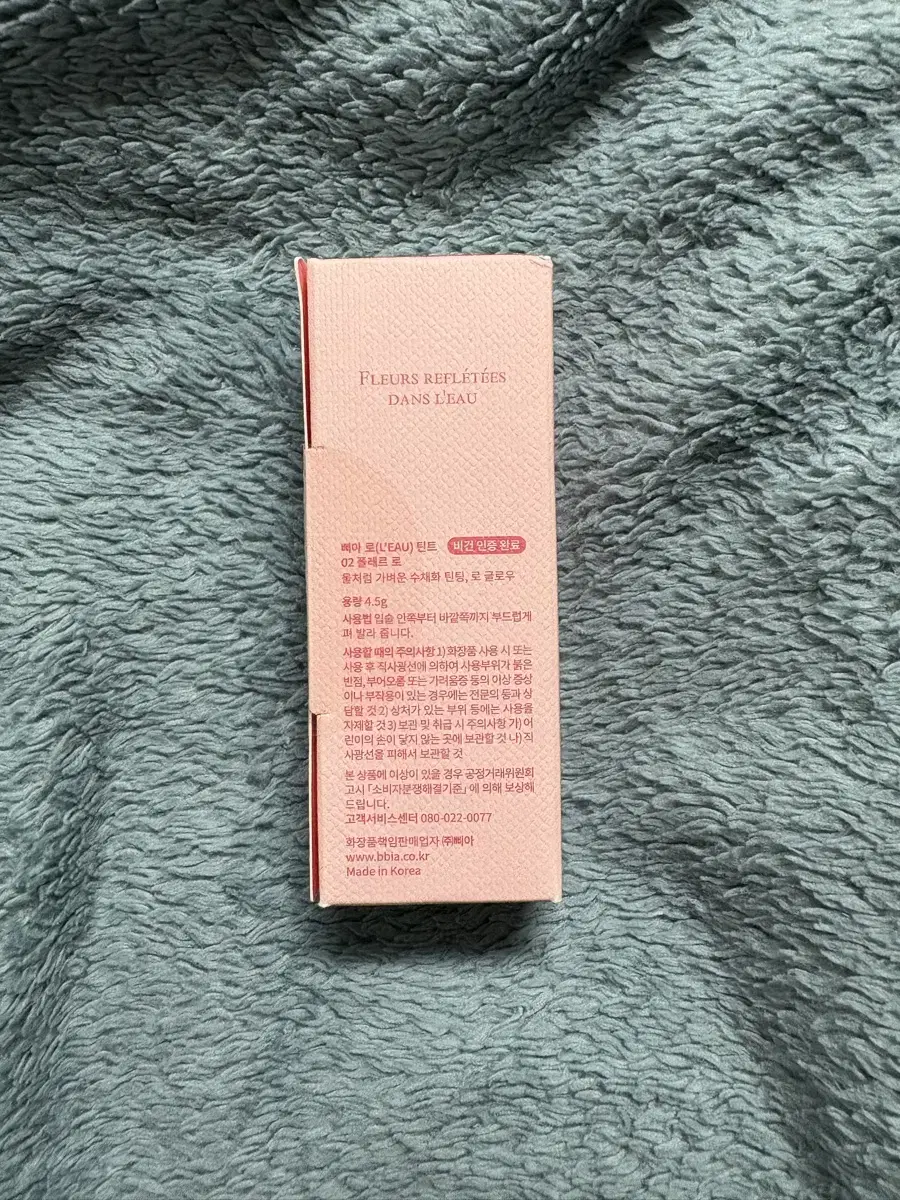 FLEURS REFLÉTÉES
DANS L'EAU
삐아 로(L'EAU) 틴트 비건 인증 완료
02 플레르 로
물처럼 가벼운 수채화 틴팅, 로 글로우
용량 4.5g
사용법 입술 안쪽부터 바깥쪽까지 부드럽게
펴 발라 줍니다.
사용할 때의 주의사항 1) 화장품 사용 시 또는
사용 후 직사광선에 의하여 사용부위가 붉은
반점, 부어오름 또는 가려움증 등의 이상 증상
이나 부작용이 있는 경우에는 전문의 등과 상
담할 것 2) 상처가 있는 부위 등에는 사용을
자제할 것 3) 보관 및 취급 시 주의사항 가) 어
린이의 손이 닿지 않는 곳에 보관할 것 나) 직
사광선을 피해서 보관할 것
본 상품에 이상이 있을 경우 공정거래위원회
고시 「소비자분쟁해결기준」에 의해 보상해
드립니다.
고객서비스센터 080-022-0077
화장품책임판매업자 ㈜삐아
www.bbia.co.kr
Made in Korea